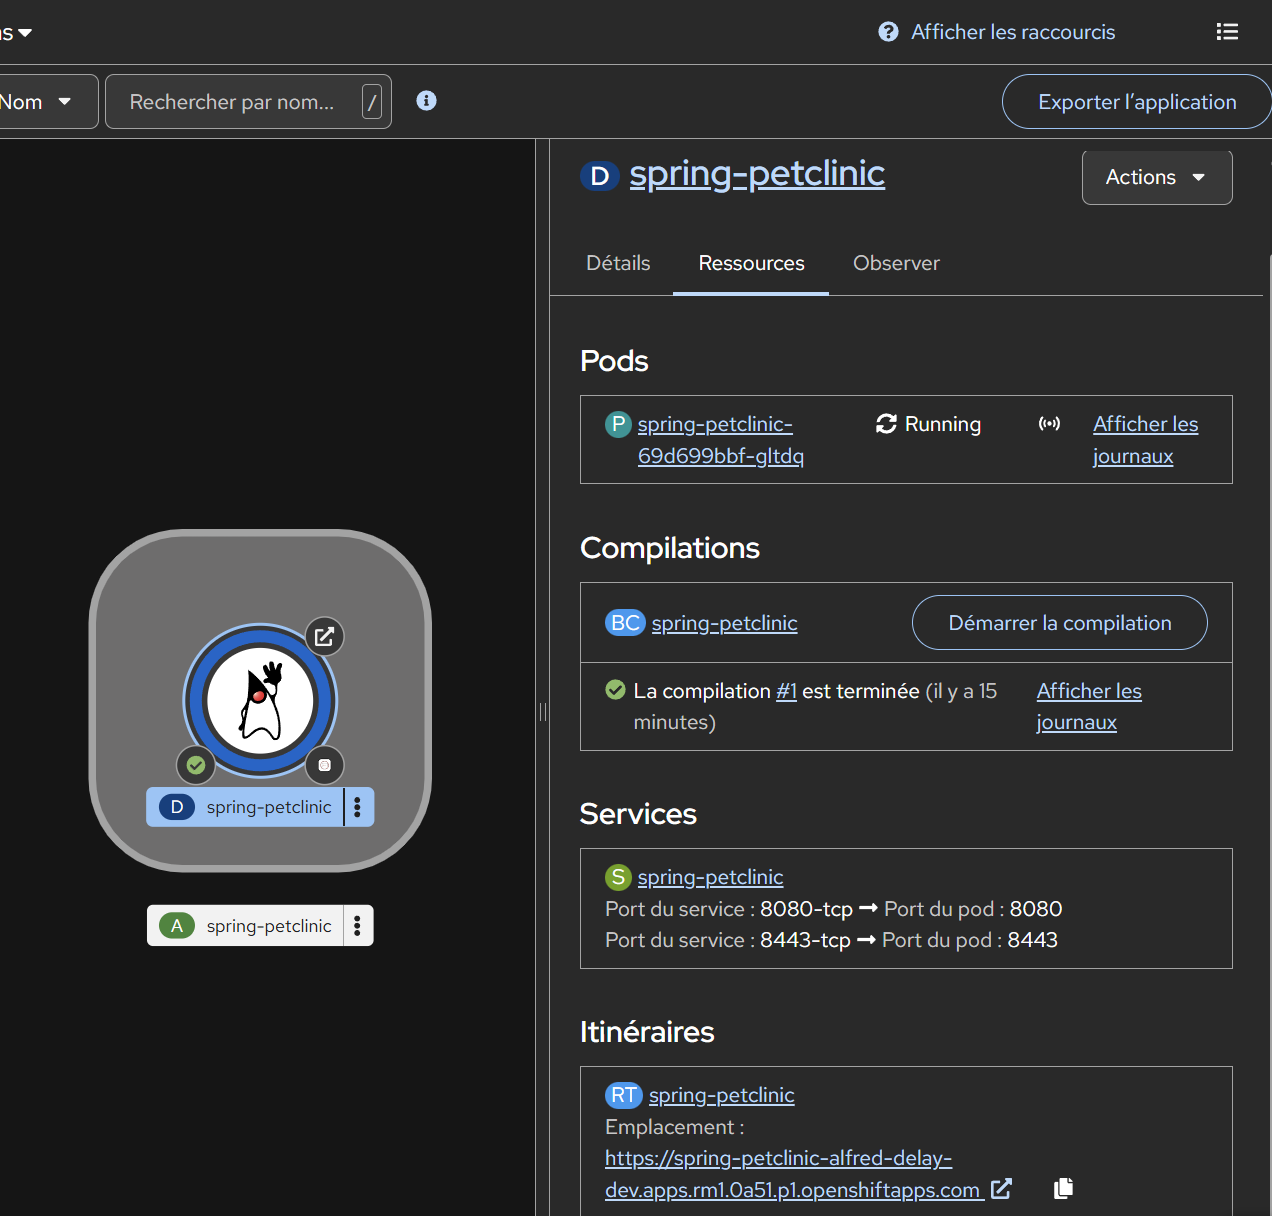 s
Afficher les raccourcis
Nom
Rechercher par nom...
/
Exporter l’application
D spring-petclinic
Actions
Détails
Ressources
Observer
Pods
P spring-petclinic-
69d699bbf-gltdq
Running
Afficher les
journaux
Compilations
BC spring-petclinic
Démarrer la compilation
La compilation #1 est terminée (il y a 15
minutes)
Afficher les
journaux
Services
S spring-petclinic
Port du service : 8080-tcp → Port du pod : 8080
Port du service : 8443-tcp → Port du pod : 8443
Itinéraires
RT spring-petclinic
Emplacement :
https://spring-petclinic-alfred-delay-
dev.apps.rm1.0a51.p1.openshiftapps.com
D spring-petclinic
A spring-petclinic